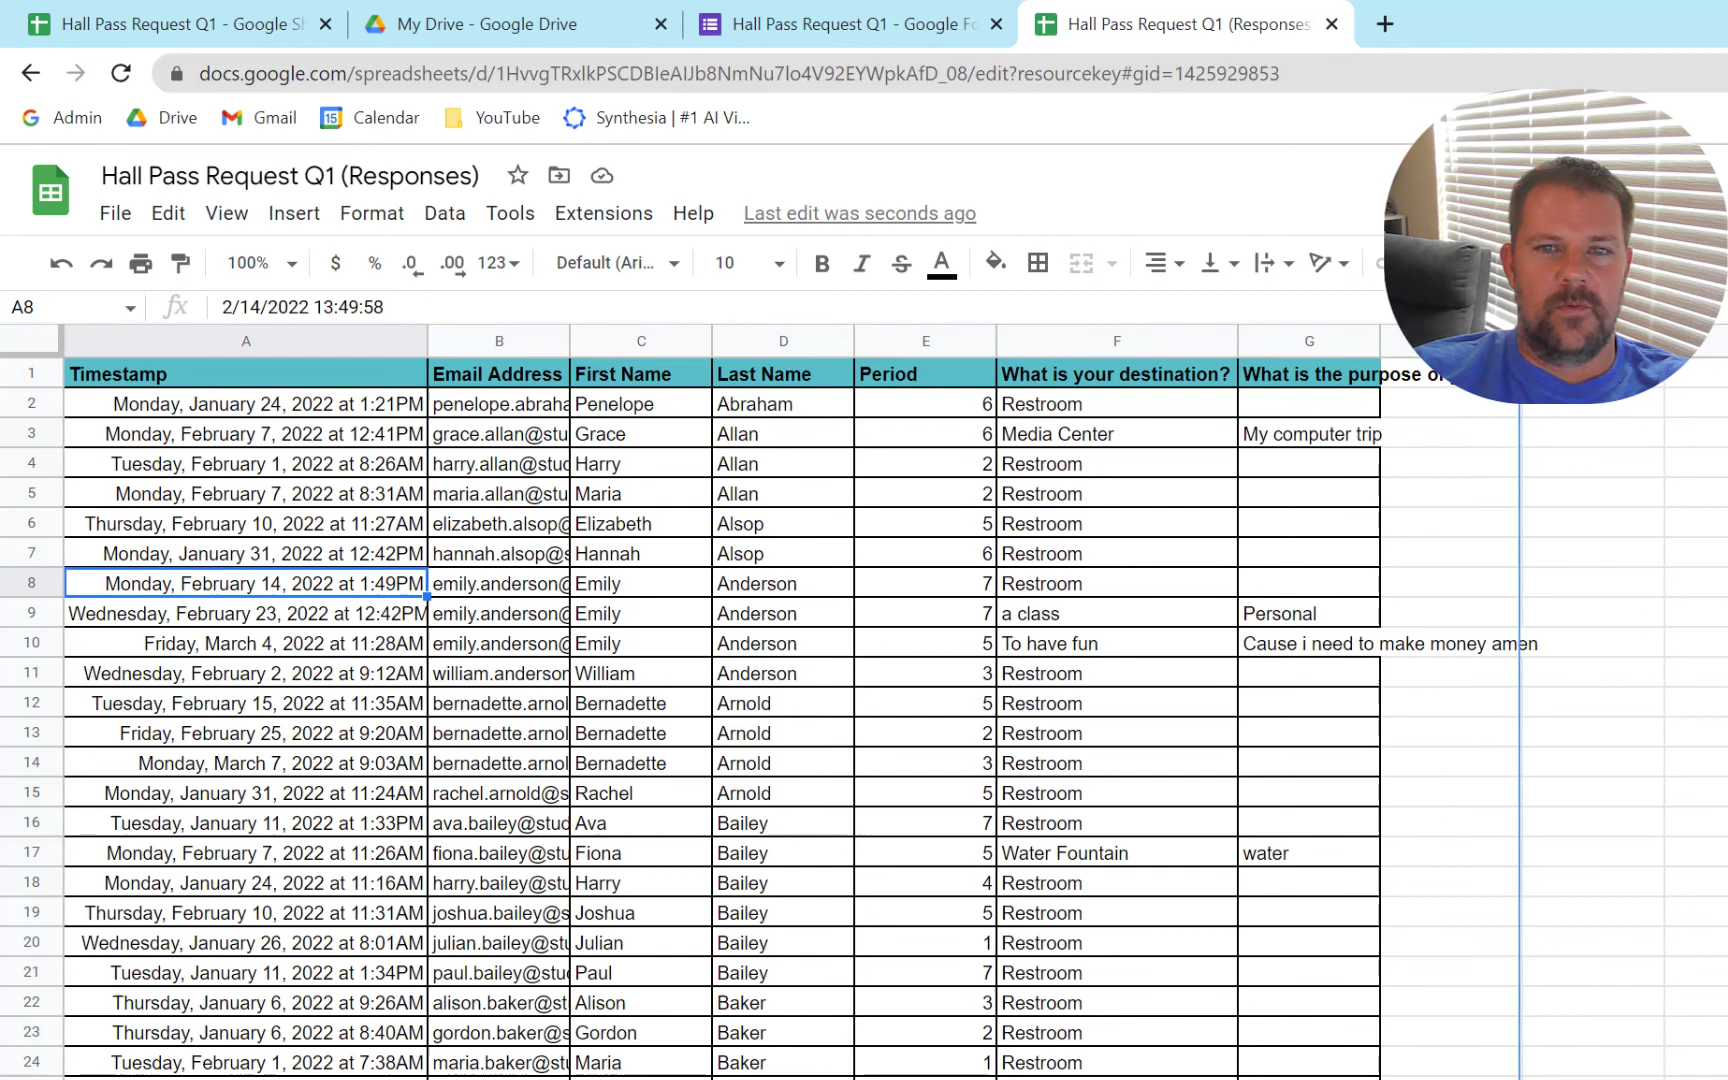 Hall Pass Request Q1 - Google Sh
My Drive - Google Drive
Hall Pass Request Q1 - Google Fo
Hall Pass Request Q1 (Responses
docs.google.com/spreadsheets/d/1HvvgTRxlkPSCDBIeAIJb8NmNu7lo4V92EYWpkAfD_08/edit?resourcekey#gid=1425929853
Admin Drive Gmail Calendar YouTube Synthesia | #1 AI Vi...
Hall Pass Request Q1 (Responses)
File Edit View Insert Format Data Tools Extensions Help Last edit was seconds ago
100% $ % .0 .00 123 Default (Ari... 10 B I S A
A8 fx 2/14/2022 13:49:58
A B C D E F G
1 Timestamp Email Address First Name Last Name Period What is your destination? What is the purpose
2 Monday, January 24, 2022 at 1:21PM penelope.abraha Penelope Abraham 6 Restroom
3 Monday, February 7, 2022 at 12:41PM grace.allan@stu Grace Allan 6 Media Center My computer trip
4 Tuesday, February 1, 2022 at 8:26AM harry.allan@stud Harry Allan 2 Restroom
5 Monday, February 7, 2022 at 8:31AM maria.allan@stu Maria Allan 2 Restroom
6 Thursday, February 10, 2022 at 11:27AM elizabeth.alsop@ Elizabeth Alsop 5 Restroom
7 Monday, January 31, 2022 at 12:42PM hannah.alsop@s Hannah Alsop 6 Restroom
8 Monday, February 14, 2022 at 1:49PM emily.anderson@ Emily Anderson 7 Restroom
9 Wednesday, February 23, 2022 at 12:42PM emily.anderson@ Emily Anderson 7 a class Personal
10 Friday, March 4, 2022 at 11:28AM emily.anderson@ Emily Anderson 5 To have fun Cause i need to make money amen
11 Wednesday, February 2, 2022 at 9:12AM william.anderson William Anderson 3 Restroom
12 Tuesday, February 15, 2022 at 11:35AM bernadette.arnol Bernadette Arnold 5 Restroom
13 Friday, February 25, 2022 at 9:20AM bernadette.arnol Bernadette Arnold 2 Restroom
14 Monday, March 7, 2022 at 9:03AM bernadette.arnol Bernadette Arnold 3 Restroom
15 Monday, January 31, 2022 at 11:24AM rachel.arnold@s Rachel Arnold 5 Restroom
16 Tuesday, January 11, 2022 at 1:33PM ava.bailey@stud Ava Bailey 7 Restroom
17 Monday, February 7, 2022 at 11:26AM fiona.bailey@stu Fiona Bailey 5 Water Fountain water
18 Monday, January 24, 2022 at 11:16AM harry.bailey@stu Harry Bailey 4 Restroom
19 Thursday, February 10, 2022 at 11:31AM joshua.bailey@s Joshua Bailey 5 Restroom
20 Wednesday, January 26, 2022 at 8:01AM julian.bailey@stu Julian Bailey 1 Restroom
21 Tuesday, January 11, 2022 at 1:34PM paul.bailey@stud Paul Bailey 7 Restroom
22 Thursday, January 6, 2022 at 9:26AM alison.baker@st Alison Baker 3 Restroom
23 Thursday, January 6, 2022 at 8:40AM gordon.baker@s Gordon Baker 2 Restroom
24 Tuesday, February 1, 2022 at 7:38AM maria.baker@stu Maria Baker 1 Restroom